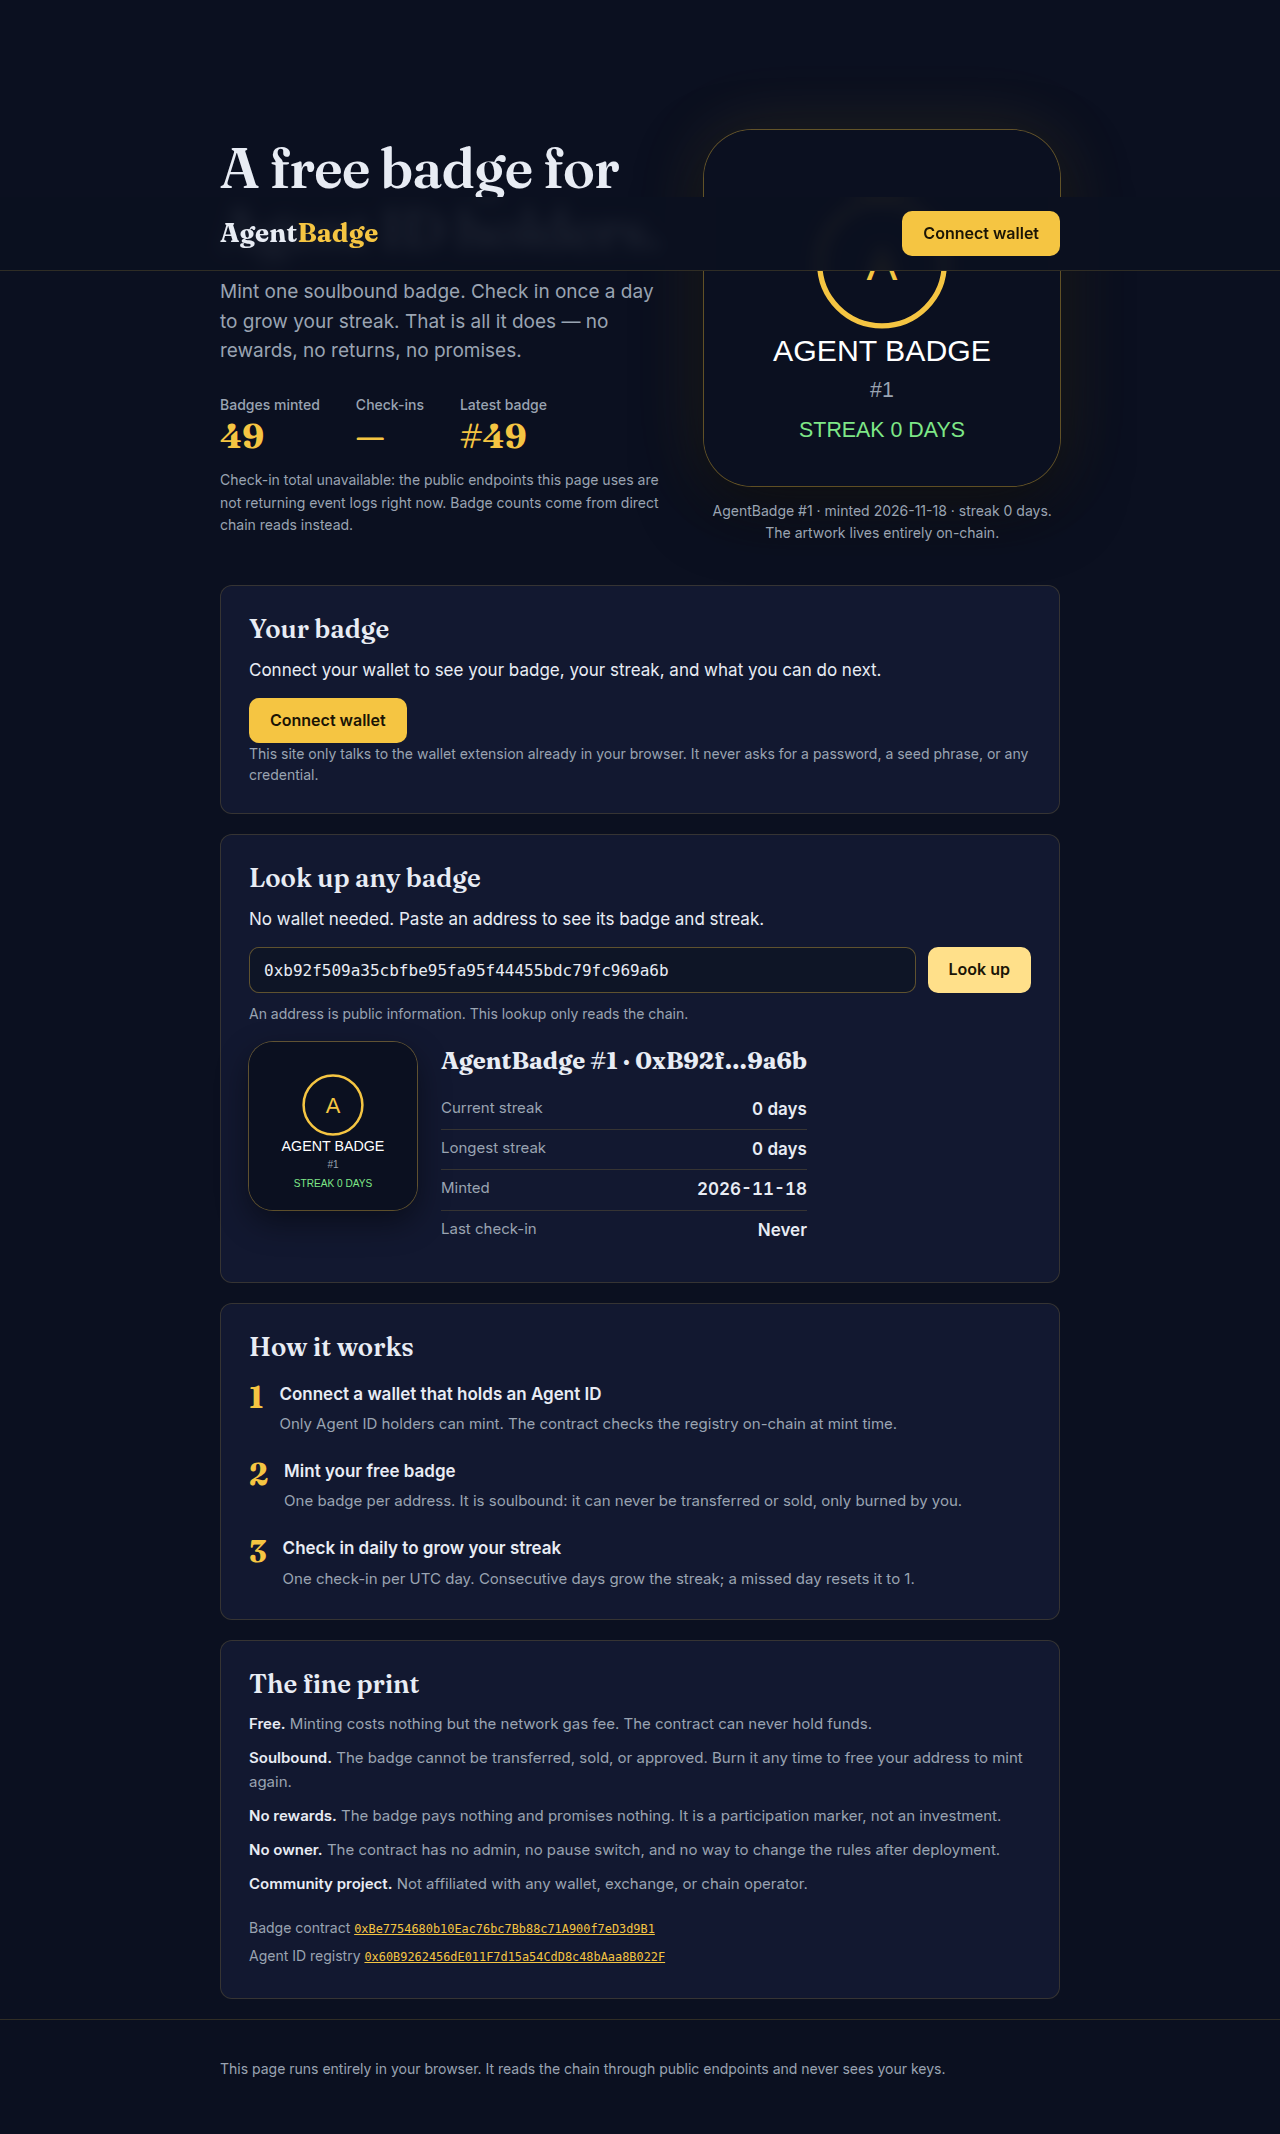 A free badge for
AgentBadge
Connect wallet
Mint one soulbound badge. Check in once a day
to grow your streak. That is all it does — no
rewards, no returns, no promises.
Badges minted
49
Check-ins
—
Latest badge
#49
Check-in total unavailable: the public endpoints this page uses are
not returning event logs right now. Badge counts come from direct
chain reads instead.
AGENT BADGE
#1
STREAK 0 DAYS
AgentBadge #1 · minted 2026-11-18 · streak 0 days.
The artwork lives entirely on-chain.
Your badge
Connect your wallet to see your badge, your streak, and what you can do next.
Connect wallet
This site only talks to the wallet extension already in your browser. It never asks for a password, a seed phrase, or any
credential.
Look up any badge
No wallet needed. Paste an address to see its badge and streak.
0xb92f509a35cbfbe95fa95f44455bdc79fc969a6b
Look up
An address is public information. This lookup only reads the chain.
A
AGENT BADGE
#1
STREAK 0 DAYS
AgentBadge #1 · 0xB92f…9a6b
Current streak 0 days
Longest streak 0 days
Minted 2026-11-18
Last check-in Never
How it works
1 Connect a wallet that holds an Agent ID
Only Agent ID holders can mint. The contract checks the registry on-chain at mint time.
2 Mint your free badge
One badge per address. It is soulbound: it can never be transferred or sold, only burned by you.
3 Check in daily to grow your streak
One check-in per UTC day. Consecutive days grow the streak; a missed day resets it to 1.
The fine print
Free. Minting costs nothing but the network gas fee. The contract can never hold funds.
Soulbound. The badge cannot be transferred, sold, or approved. Burn it any time to free your address to mint
again.
No rewards. The badge pays nothing and promises nothing. It is a participation marker, not an investment.
No owner. The contract has no admin, no pause switch, and no way to change the rules after deployment.
Community project. Not affiliated with any wallet, exchange, or chain operator.
Badge contract 0xBe7754680b10Eac76bc7Bb88c71A900f7eD3d9B1
Agent ID registry 0x60B9262456dE011F7d15a54CdD8c48bAaa8B022F
This page runs entirely in your browser. It reads the chain through public endpoints and never sees your keys.